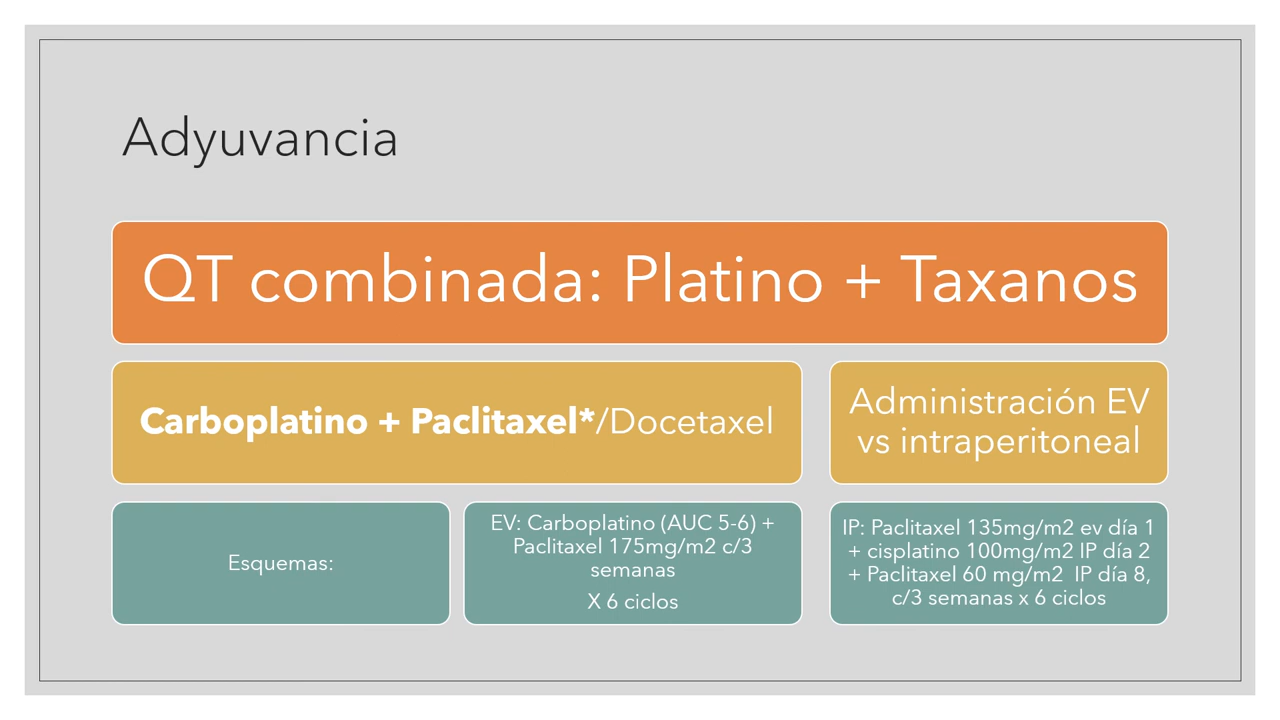 Adyuvancia
QT combinada: Platino + Taxanos
Carboplatino + Paclitaxel*/Docetaxel
Administración EV
vs intraperitoneal
Esquemas:
EV: Carboplatino (AUC 5-6) +
Paclitaxel 175mg/m2 c/3
semanas
X 6 ciclos
IP: Paclitaxel 135mg/m2 ev día 1
+ cisplatino 100mg/m2 IP día 2
+ Paclitaxel 60 mg/m2  IP día 8,
c/3 semanas x 6 ciclos